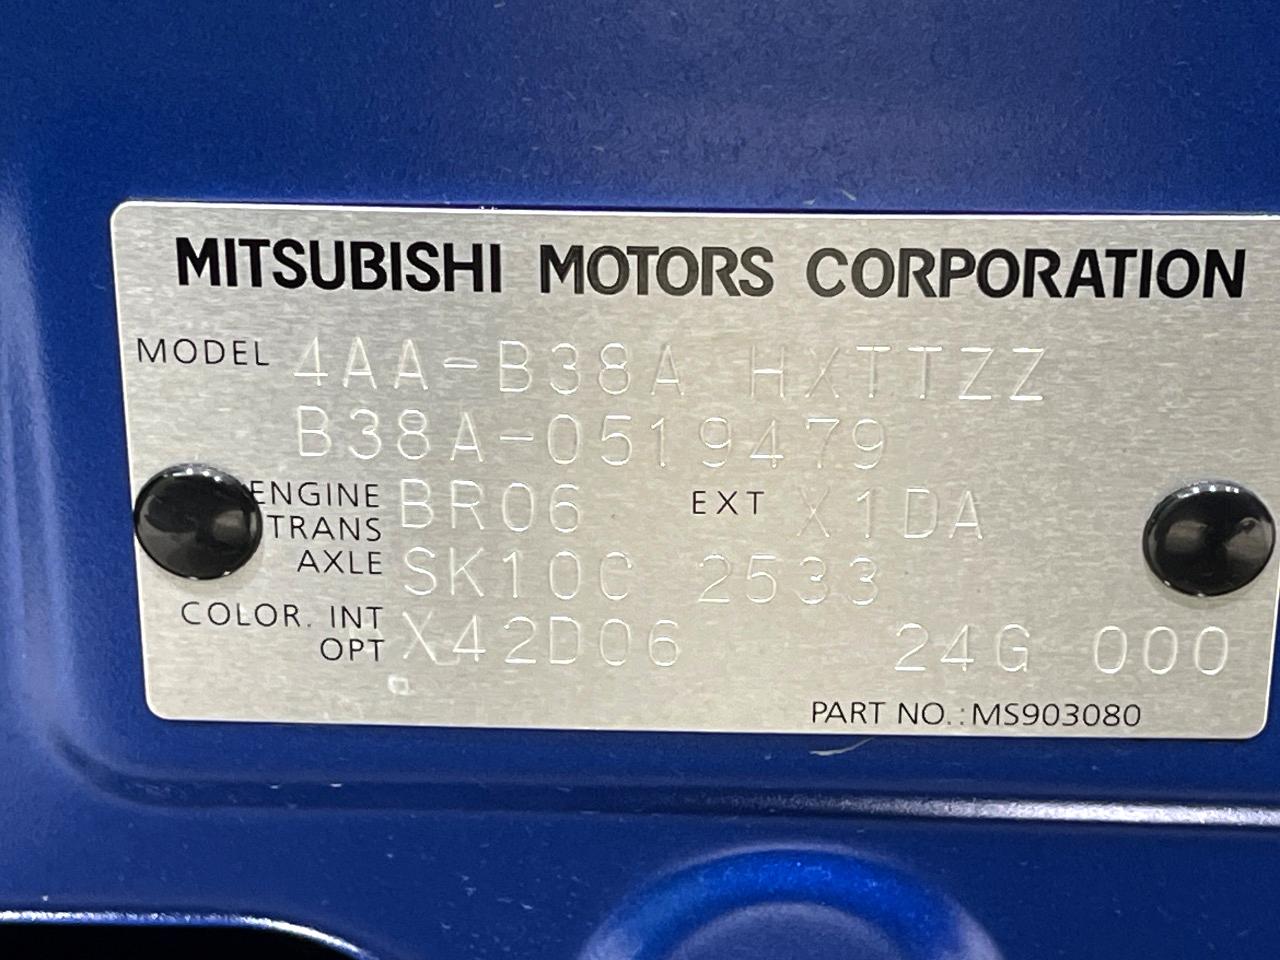 MITSUBISHI MOTORS CORPORATION
MODEL 4AA-B38A HXTTZZ
B38A-0519479
ENGINE BR06 EXT X1DA
TRANS
AXLE SK10C 2533
COLOR. INT
OPT X42D06 24G 000
PART NO.:MS903080